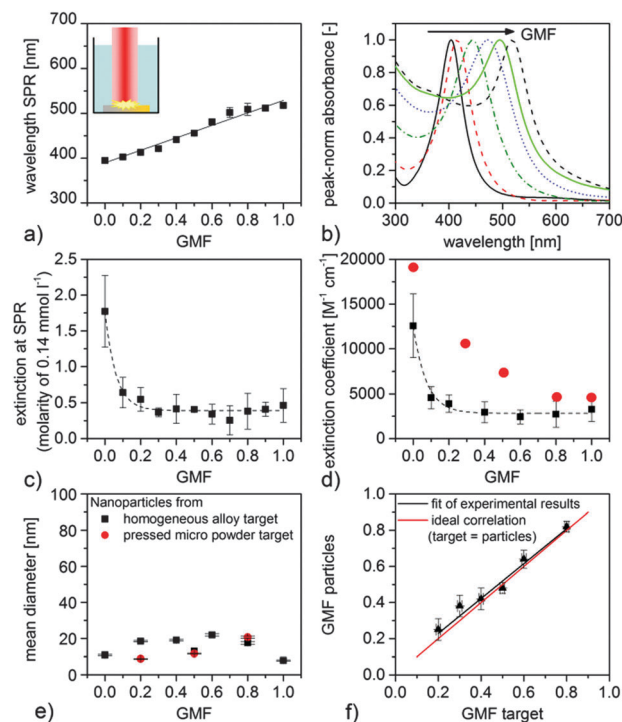 700
600
500
400
300
wavelength SPR [nm]
0.0 0.2 0.4 0.6 0.8 1.0
GMF
a)
1.0
0.8
0.6
0.4
0.2
0.0
peak-norm absorbance [-]
GMF
300 400 500 600 700
wavelength [nm]
b)
2.5
2.0
1.5
1.0
0.5
0.0
extinction at SPR
(molarity of 0.14 mmol l⁻¹)
0.0 0.2 0.4 0.6 0.8 1.0
GMF
c)
20000
15000
10000
5000
0
extinction coefficient [M⁻¹ cm⁻¹]
0.0 0.2 0.4 0.6 0.8 1.0
GMF
d)
100
80
60
40
20
0
mean diameter [nm]
Nanoparticles from
homogeneous alloy target
pressed micro powder target
0.0 0.2 0.4 0.6 0.8 1.0
GMF
e)
1.0
0.8
0.6
0.4
0.2
GMF particles
fit of experimental results
ideal correlation
(target = particles)
0.0 0.2 0.4 0.6 0.8 1.0
GMF target
f)